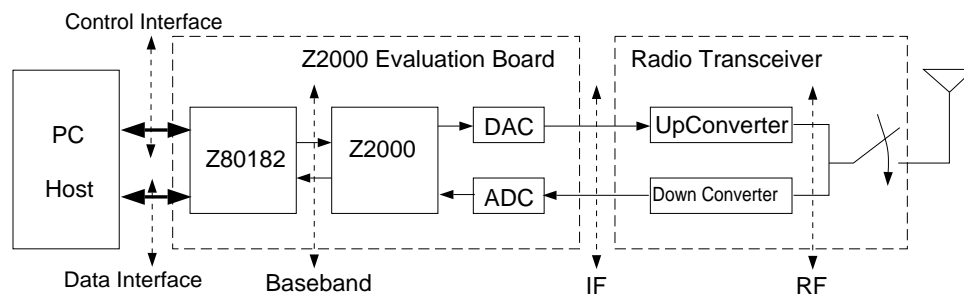 Control Interface
Z2000 Evaluation Board
Radio Transceiver
PC
Host
Z80182
Z2000
DAC
ADC
UpConverter
Down Converter
Data Interface
Baseband
IF
RF